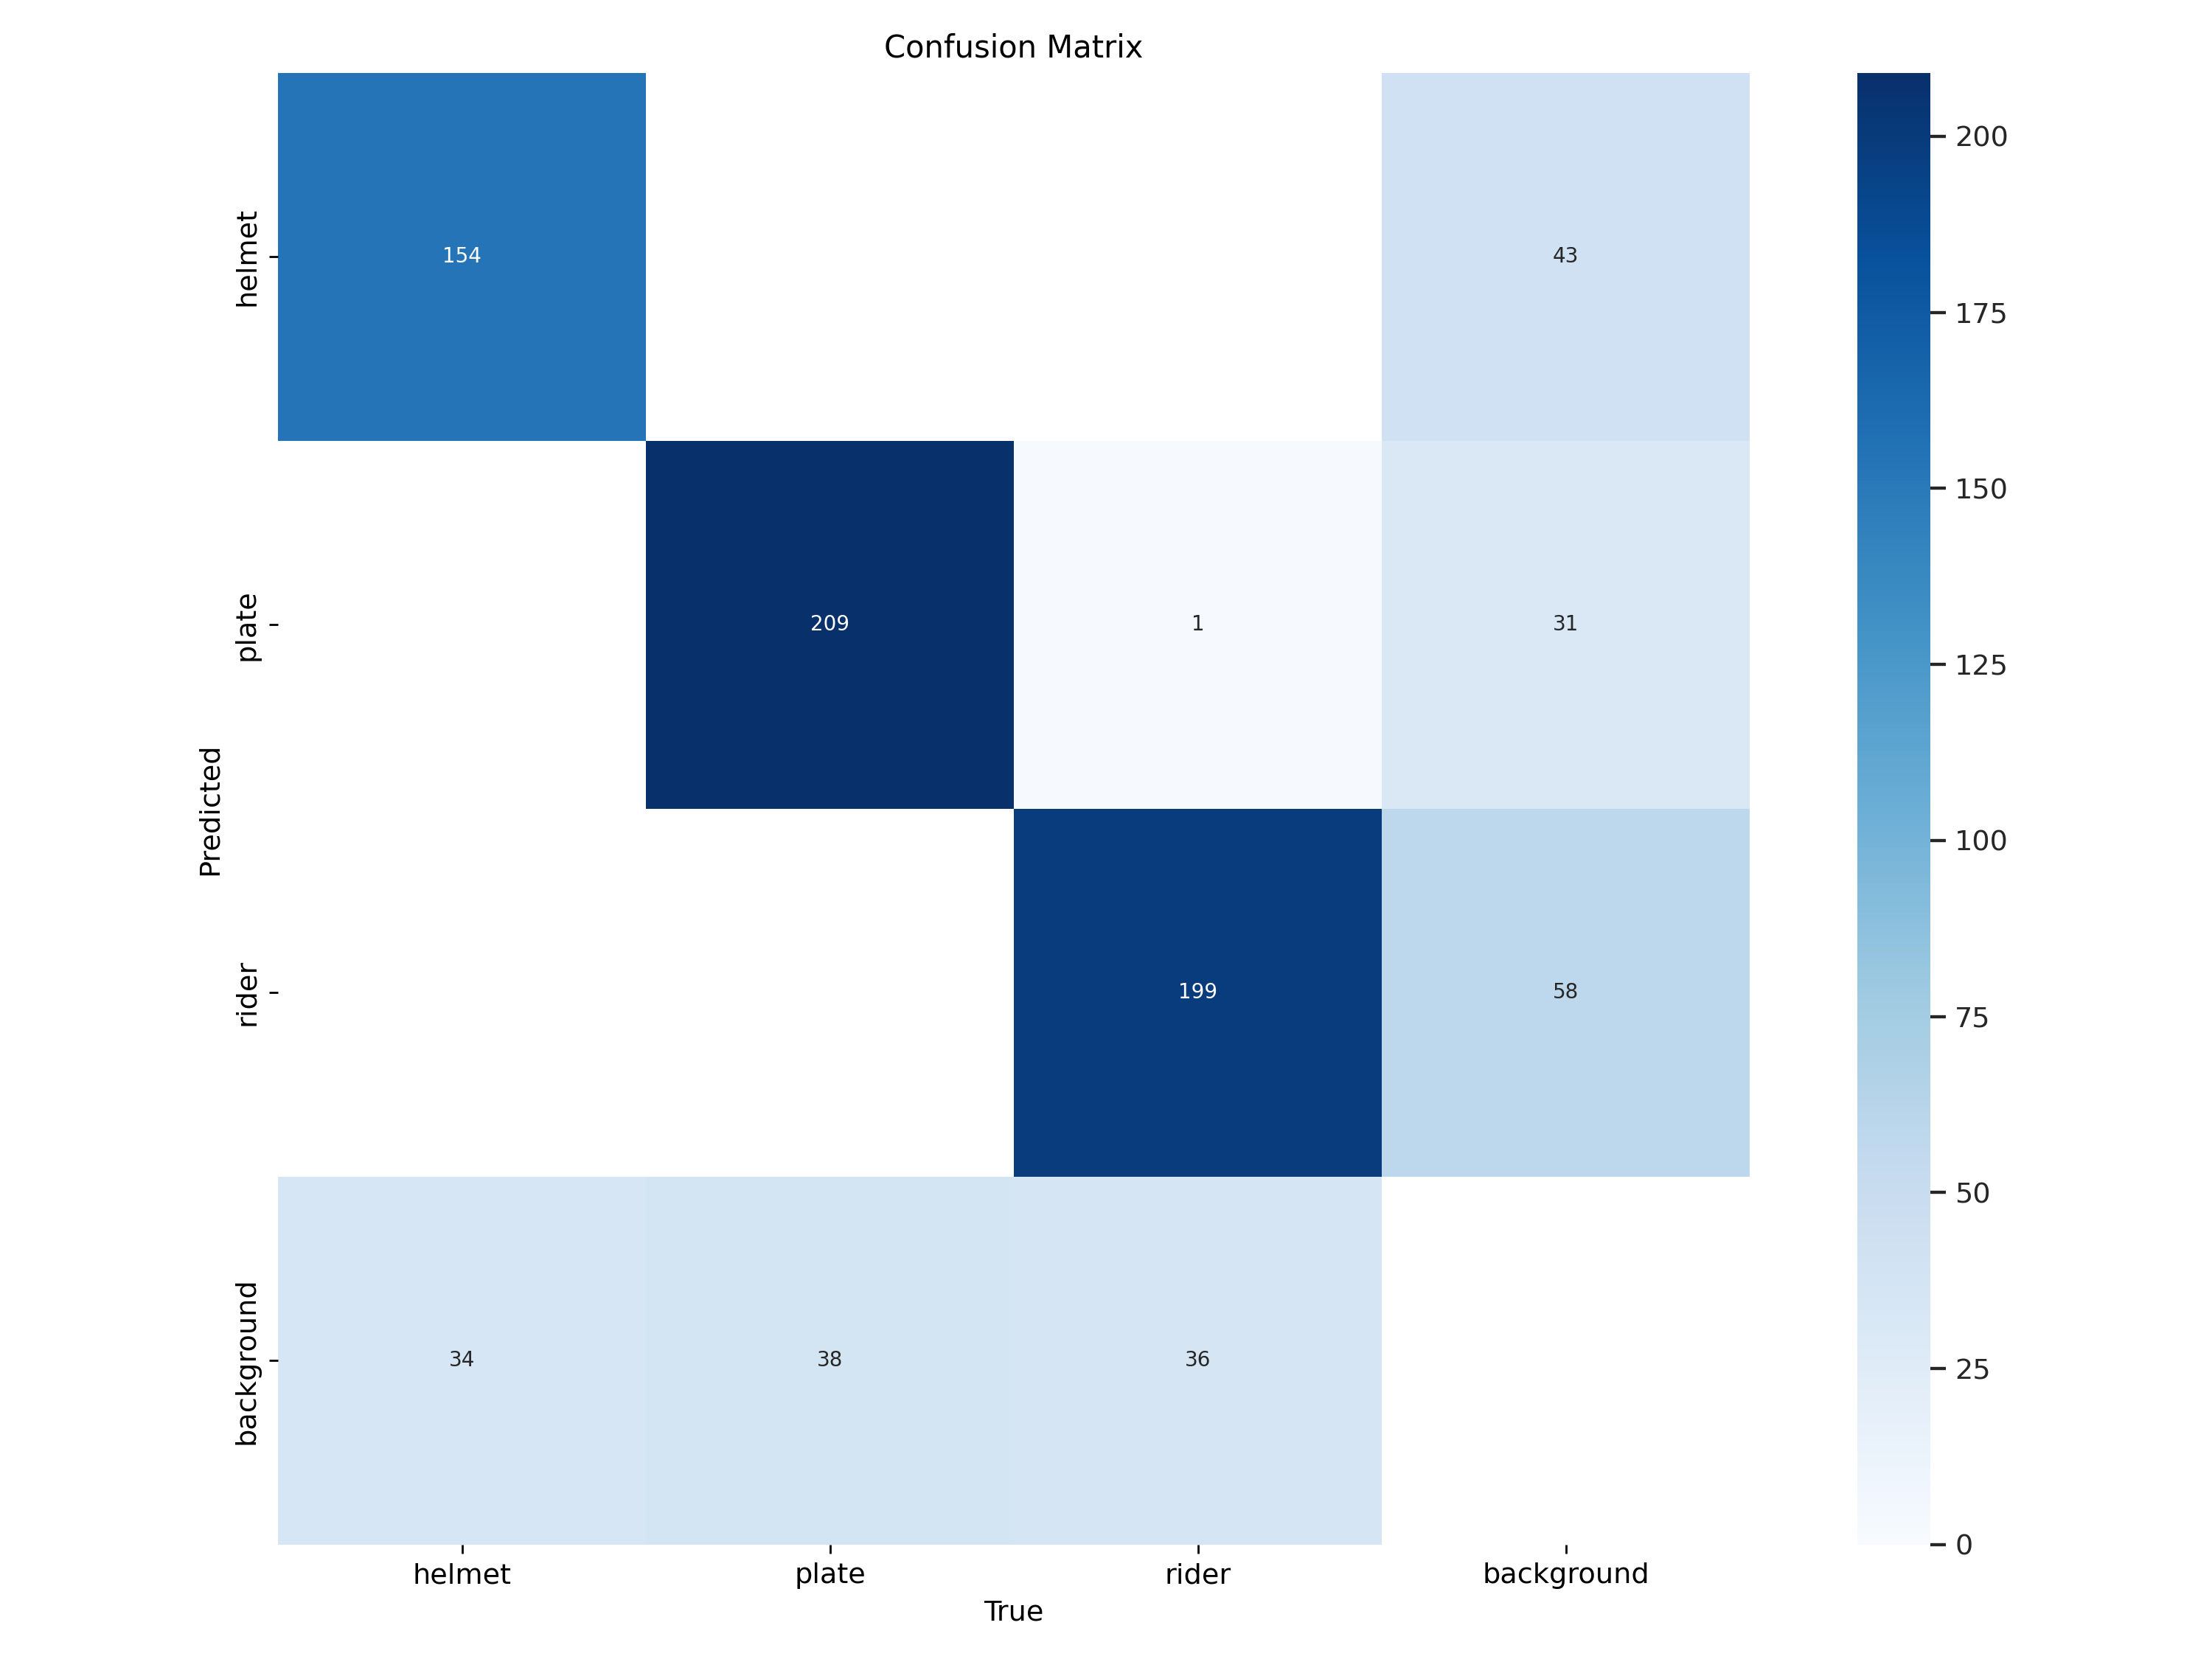 Confusion Matrix
helmet
154
43
plate
209
1
31
rider
199
58
background
34
38
36
helmet
plate
rider
background
True
Predicted
200
175
150
125
100
75
50
25
0